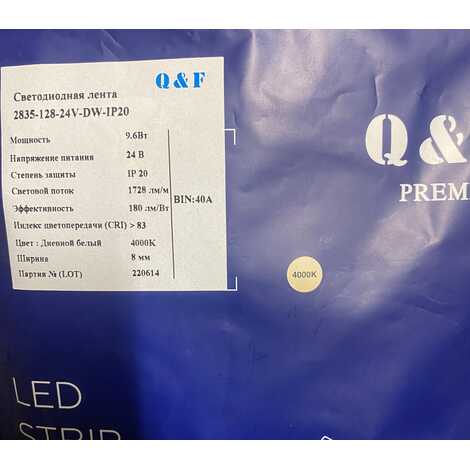 Q & F
Светодиодная лента
2835-128-24V-DW-IP20
Мощность 9.6Вт
Напряжение питания 24 В
Степень защиты IP 20
Световой поток 1728 лм/м
Эффективность 180 лм/Вт
BIN:40A
Индекс цветопередачи (CRI) > 83
Цвет : Дневной белый 4000K
Ширина 8 мм
Партия № (LOT) 220614
Q &
PREMI
4000K
LED
STRIP